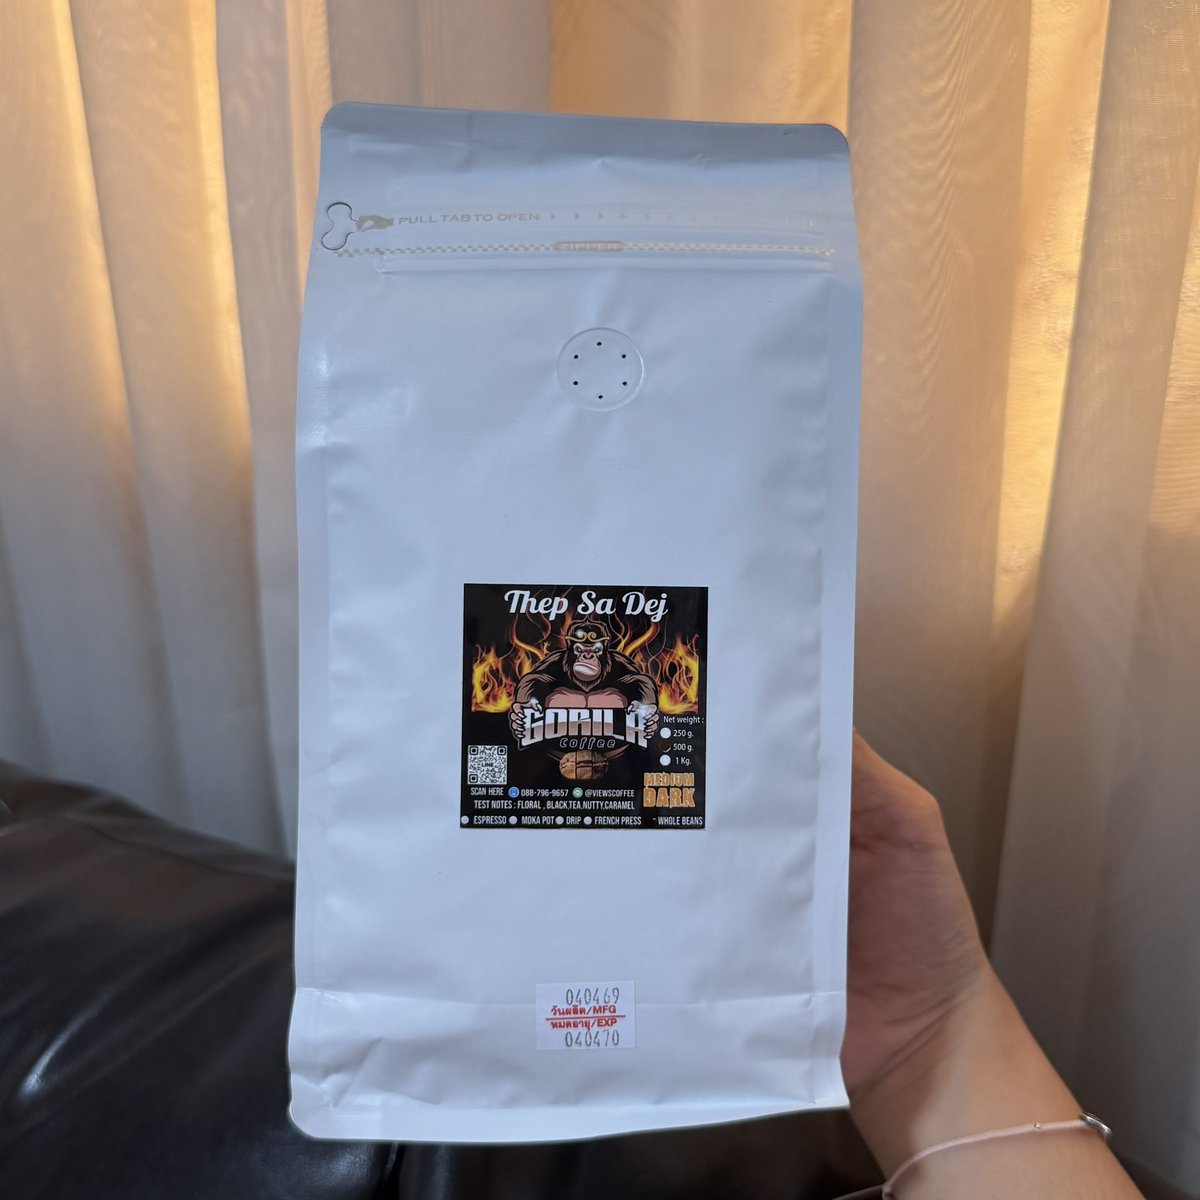 PULL TAB TO OPEN
ZIPPER
Thep Sa Dej
GORILA
Coffee
Net weight :
250 g.
500 g.
1 Kg.
LINE
SCAN HERE 088-796-9657 @VIEWSCOFFEE
MEDIUM
DARK
TEST NOTES : FLORAL , BLACK,TEA,NUTTY,CARAMEL
ESPRESSO MOKA POT DRIP FRENCH PRESS WHOLE BEANS
040469
วันผลิต/MFG
หมดอายุ/EXP
040470